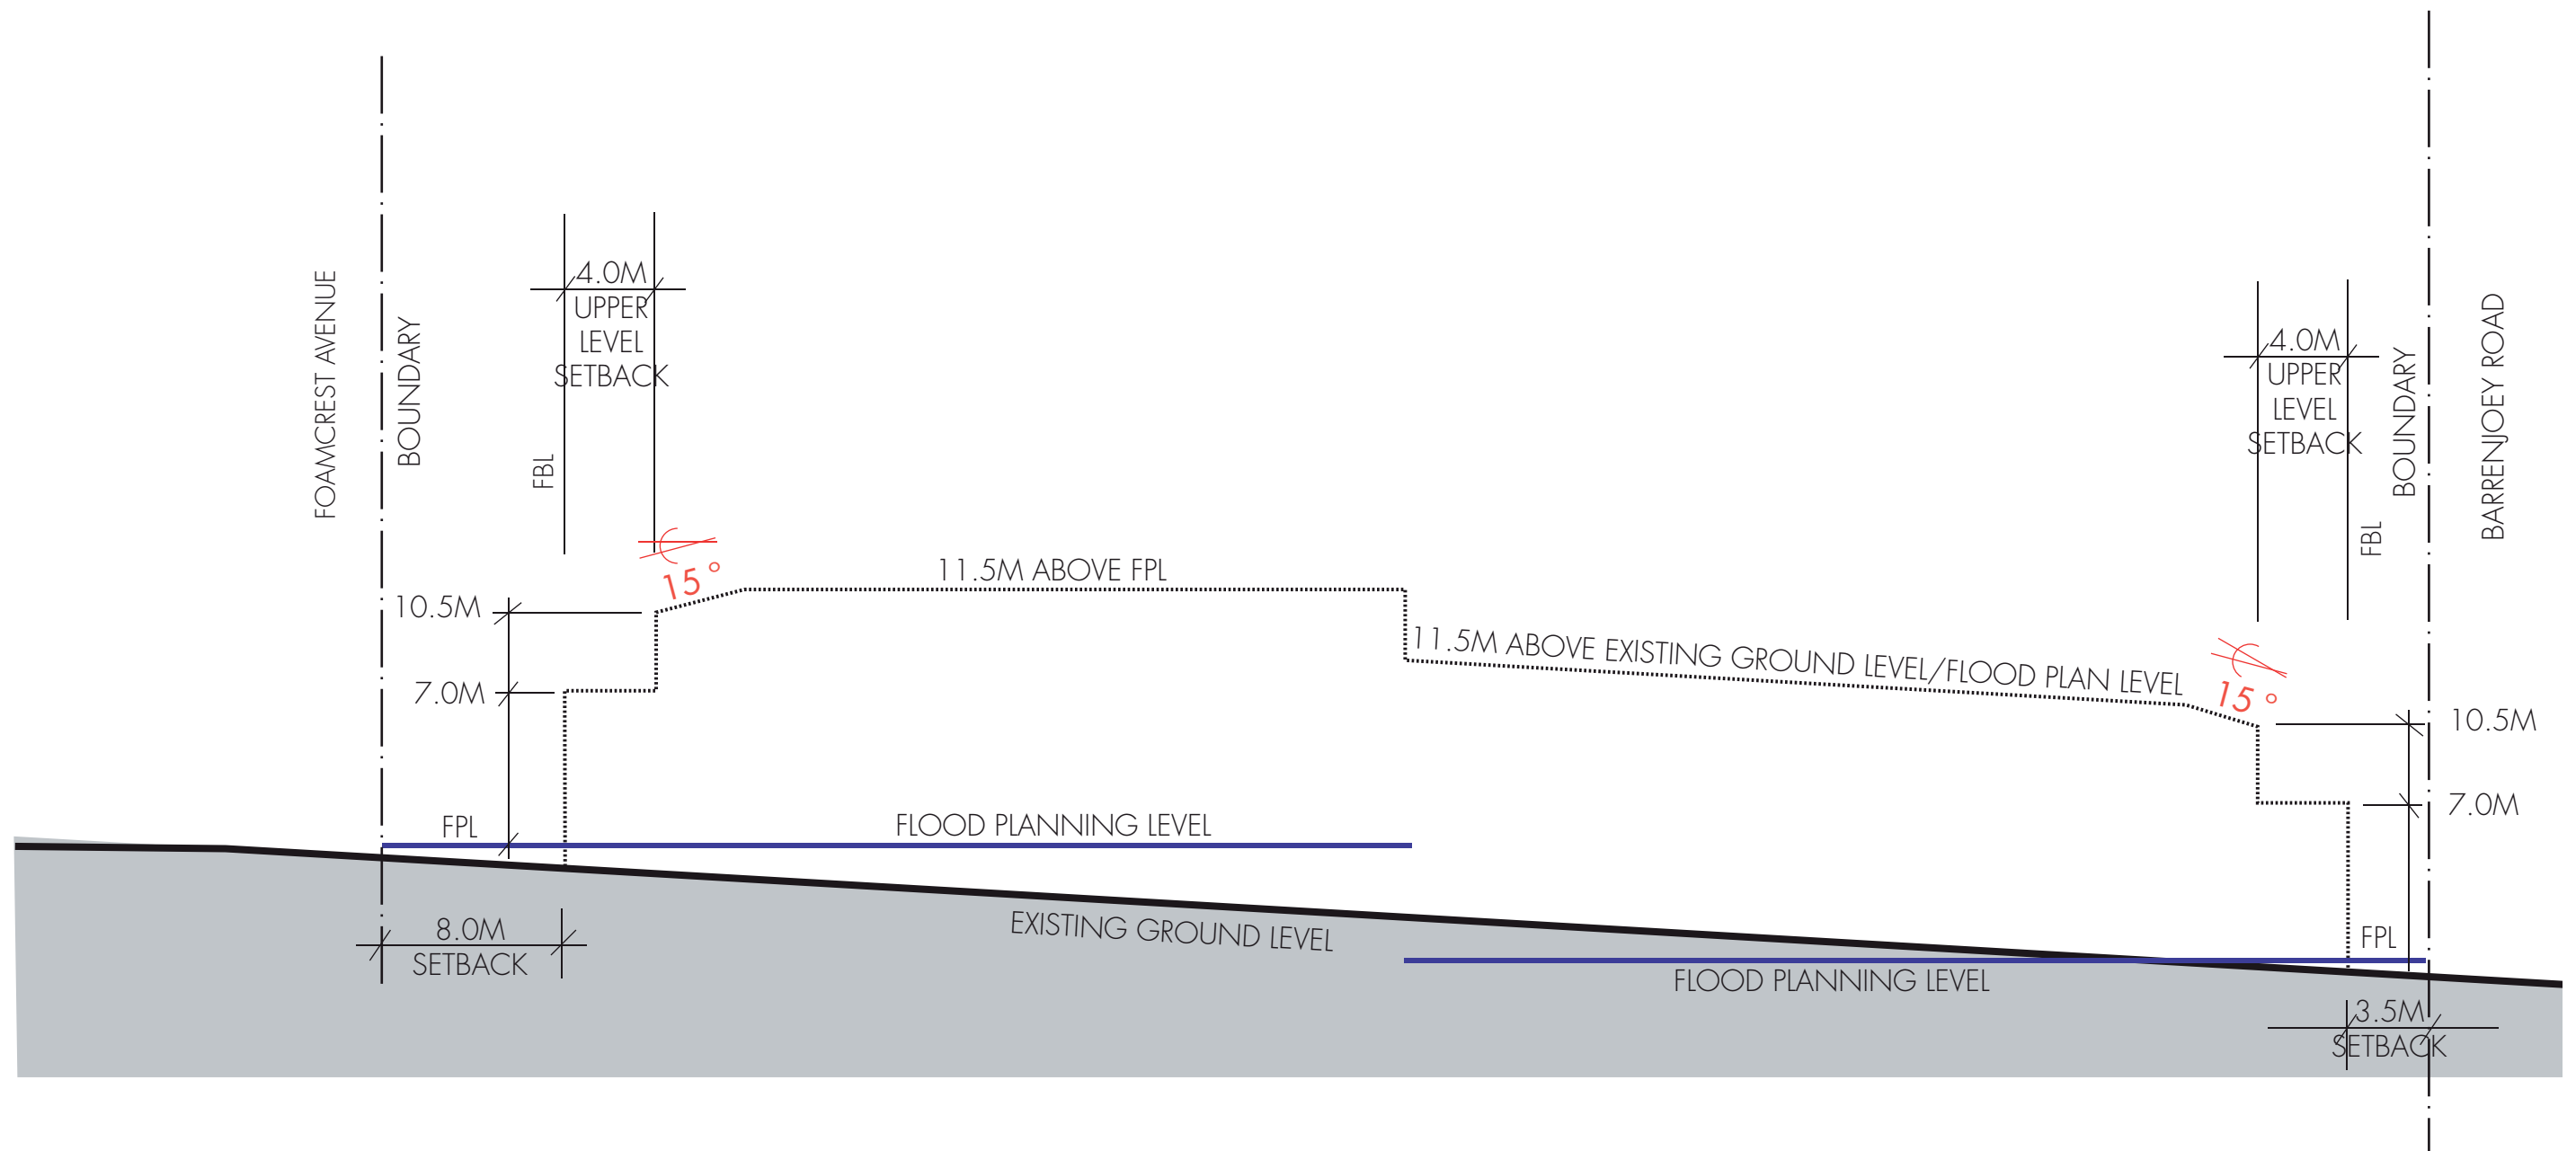 FOAMCREST AVENUE
BOUNDARY
FBL
4.0M
UPPER
LEVEL
SETBACK
15°
10.5M
7.0M
FPL
8.0M
SETBACK
11.5M ABOVE FPL
FLOOD PLANNING LEVEL
EXISTING GROUND LEVEL
11.5M ABOVE EXISTING GROUND LEVEL/FLOOD PLAN LEVEL
FLOOD PLANNING LEVEL
4.0M
UPPER
LEVEL
SETBACK
FBL
BOUNDARY
BARRENJOEY ROAD
15°
10.5M
7.0M
FPL
3.5M
SETBACK